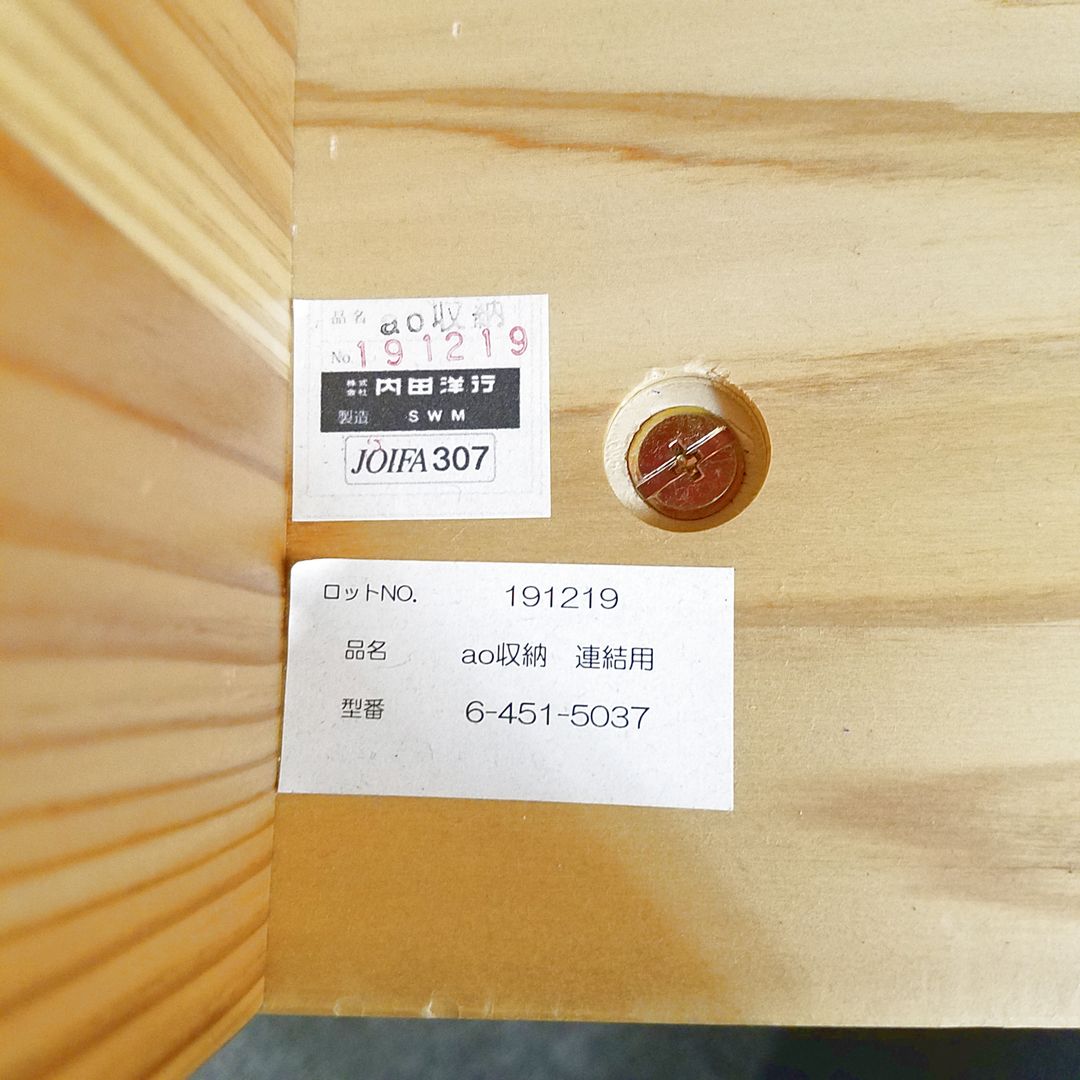 品名 ao収納
No. 191219
株式会社 内田洋行
製造 SWM
JOIFA 307
ロットNO. 191219
品名 ao収納 連結用
型番 6-451-5037